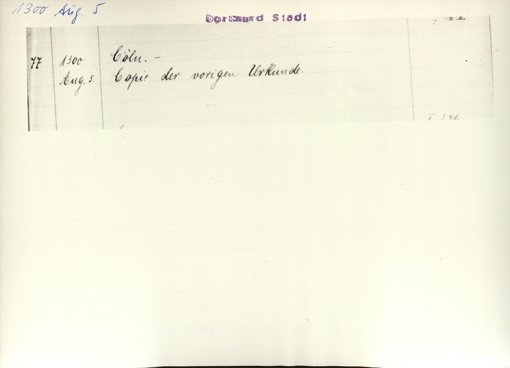 1300 Aug. 5
Dortmund Stadt
77 1300 Cöln. –
Aug. 5. Copie der vorigen Urkunde.